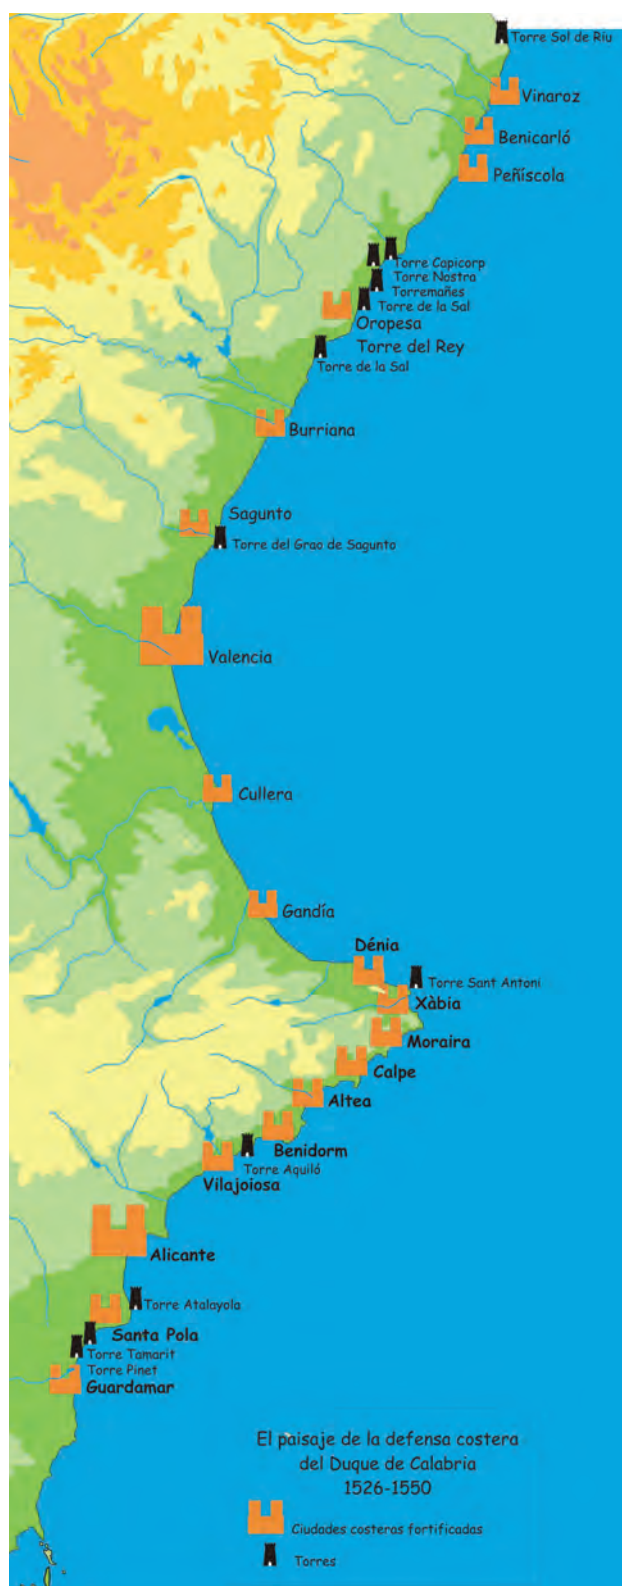 Torre Sol de Riu
Vinaroz
Benicarló
Peñíscola
Torre Capicorp
Torre Nostra
Torremañes
Torre de la Sal
Oropesa
Torre del Rey
Torre de la Sal
Burriana
Sagunto
Torre del Grao de Sagunto
Valencia
Cullera
Gandía
Dénia
Torre Sant Antoni
Xàbia
Moraira
Calpe
Altea
Benidorm
Torre Aquiló
Vilajoiosa
Alicante
Torre Atalayola
Santa Pola
Torre Tamarit
Torre Pinet
Guardamar
El paisaje de la defensa costera
del Duque de Calabria
1526-1550
Ciudades costeras fortificadas
Torres